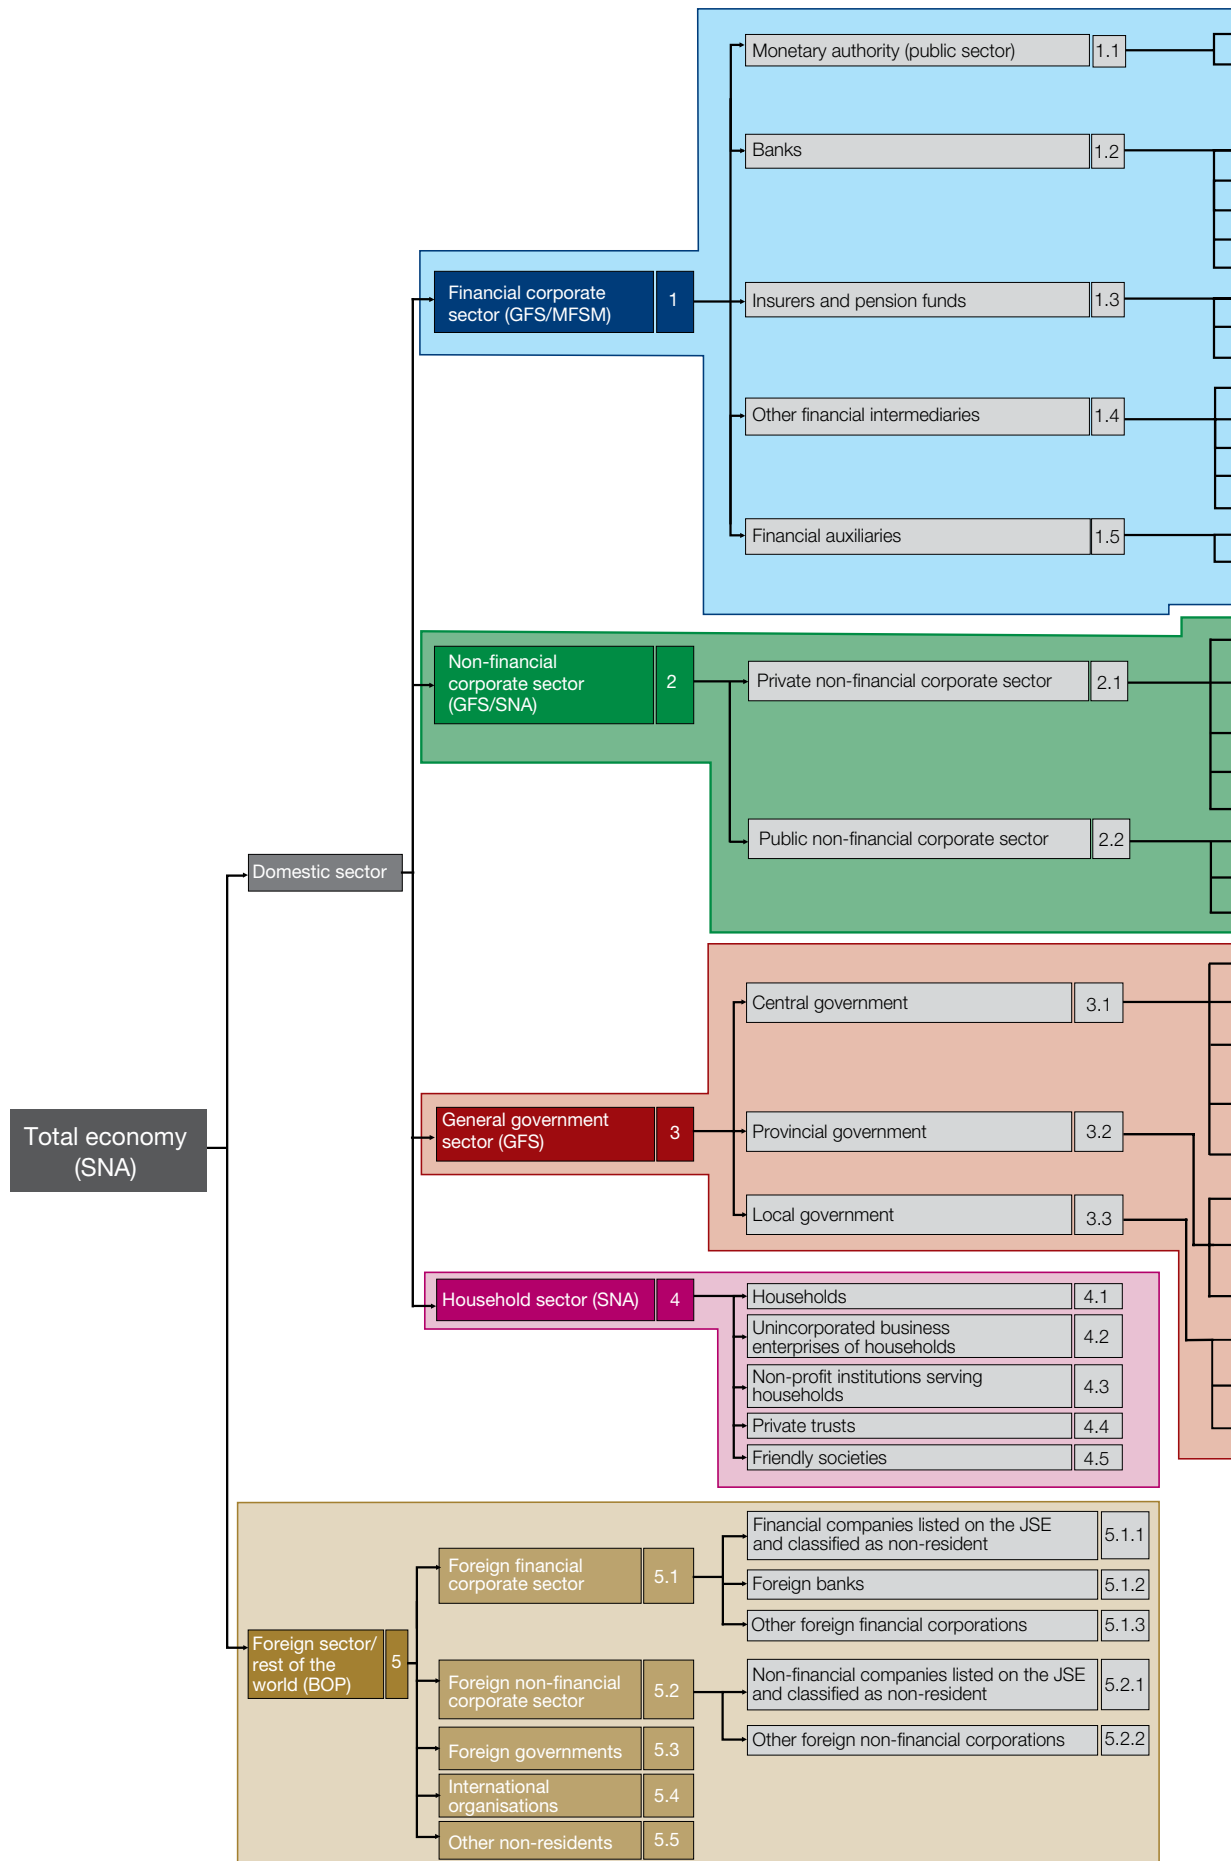 Monetary authority (public sector) 1.1
Banks 1.2
Financial corporate
sector (GFS/MFSM)
1
Insurers and pension funds 1.3
Other financial intermediaries 1.4
Financial auxiliaries 1.5
Non-financial
corporate sector
(GFS/SNA)
2
Private non-financial corporate sector 2.1
Public non-financial corporate sector 2.2
Domestic sector
Central government 3.1
General government
sector (GFS)
3
Provincial government 3.2
Local government 3.3
Total economy
(SNA)
Household sector (SNA) 4
Households 4.1
Unincorporated business
enterprises of households
4.2
Non-profit institutions serving
households
4.3
Private trusts 4.4
Friendly societies 4.5
Foreign sector/
rest of the
world (BOP)
5
Foreign financial
corporate sector
5.1
Financial companies listed on the JSE
and classified as non-resident
5.1.1
Foreign banks 5.1.2
Other foreign financial corporations 5.1.3
Foreign non-financial
corporate sector
5.2
Non-financial companies listed on the JSE
and classified as non-resident
5.2.1
Other foreign non-financial corporations 5.2.2
Foreign governments 5.3
International
organisations
5.4
Other non-residents 5.5